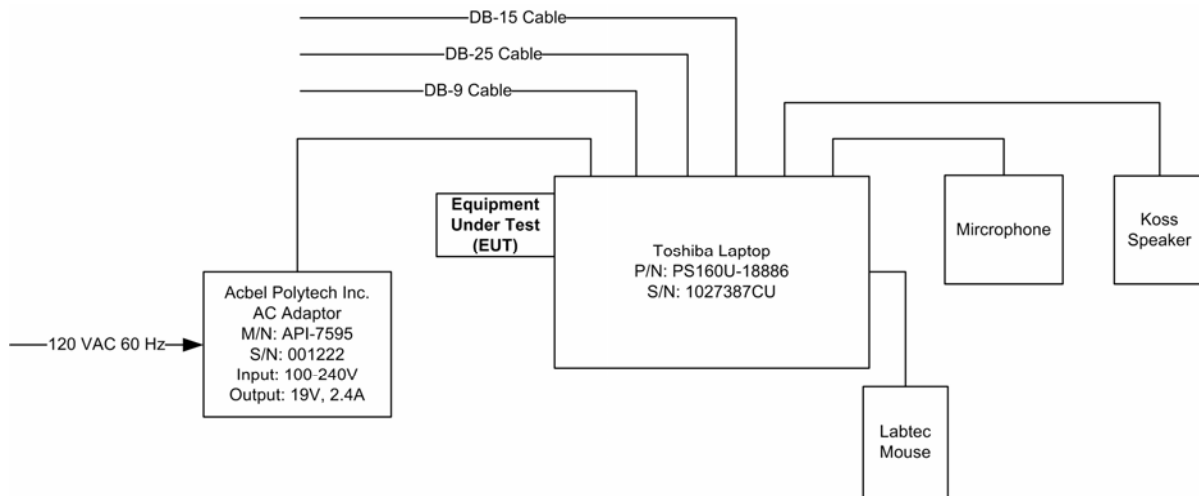 DB-15 Cable
DB-25 Cable
DB-9 Cable
Equipment
Under Test
(EUT)
Toshiba Laptop
P/N: PS160U-18886
S/N: 1027387CU
Mircrophone
Koss
Speaker
120 VAC 60 Hz
Acbel Polytech Inc.
AC Adaptor
M/N: API-7595
S/N: 001222
Input: 100-240V
Output: 19V, 2.4A
Labtec
Mouse